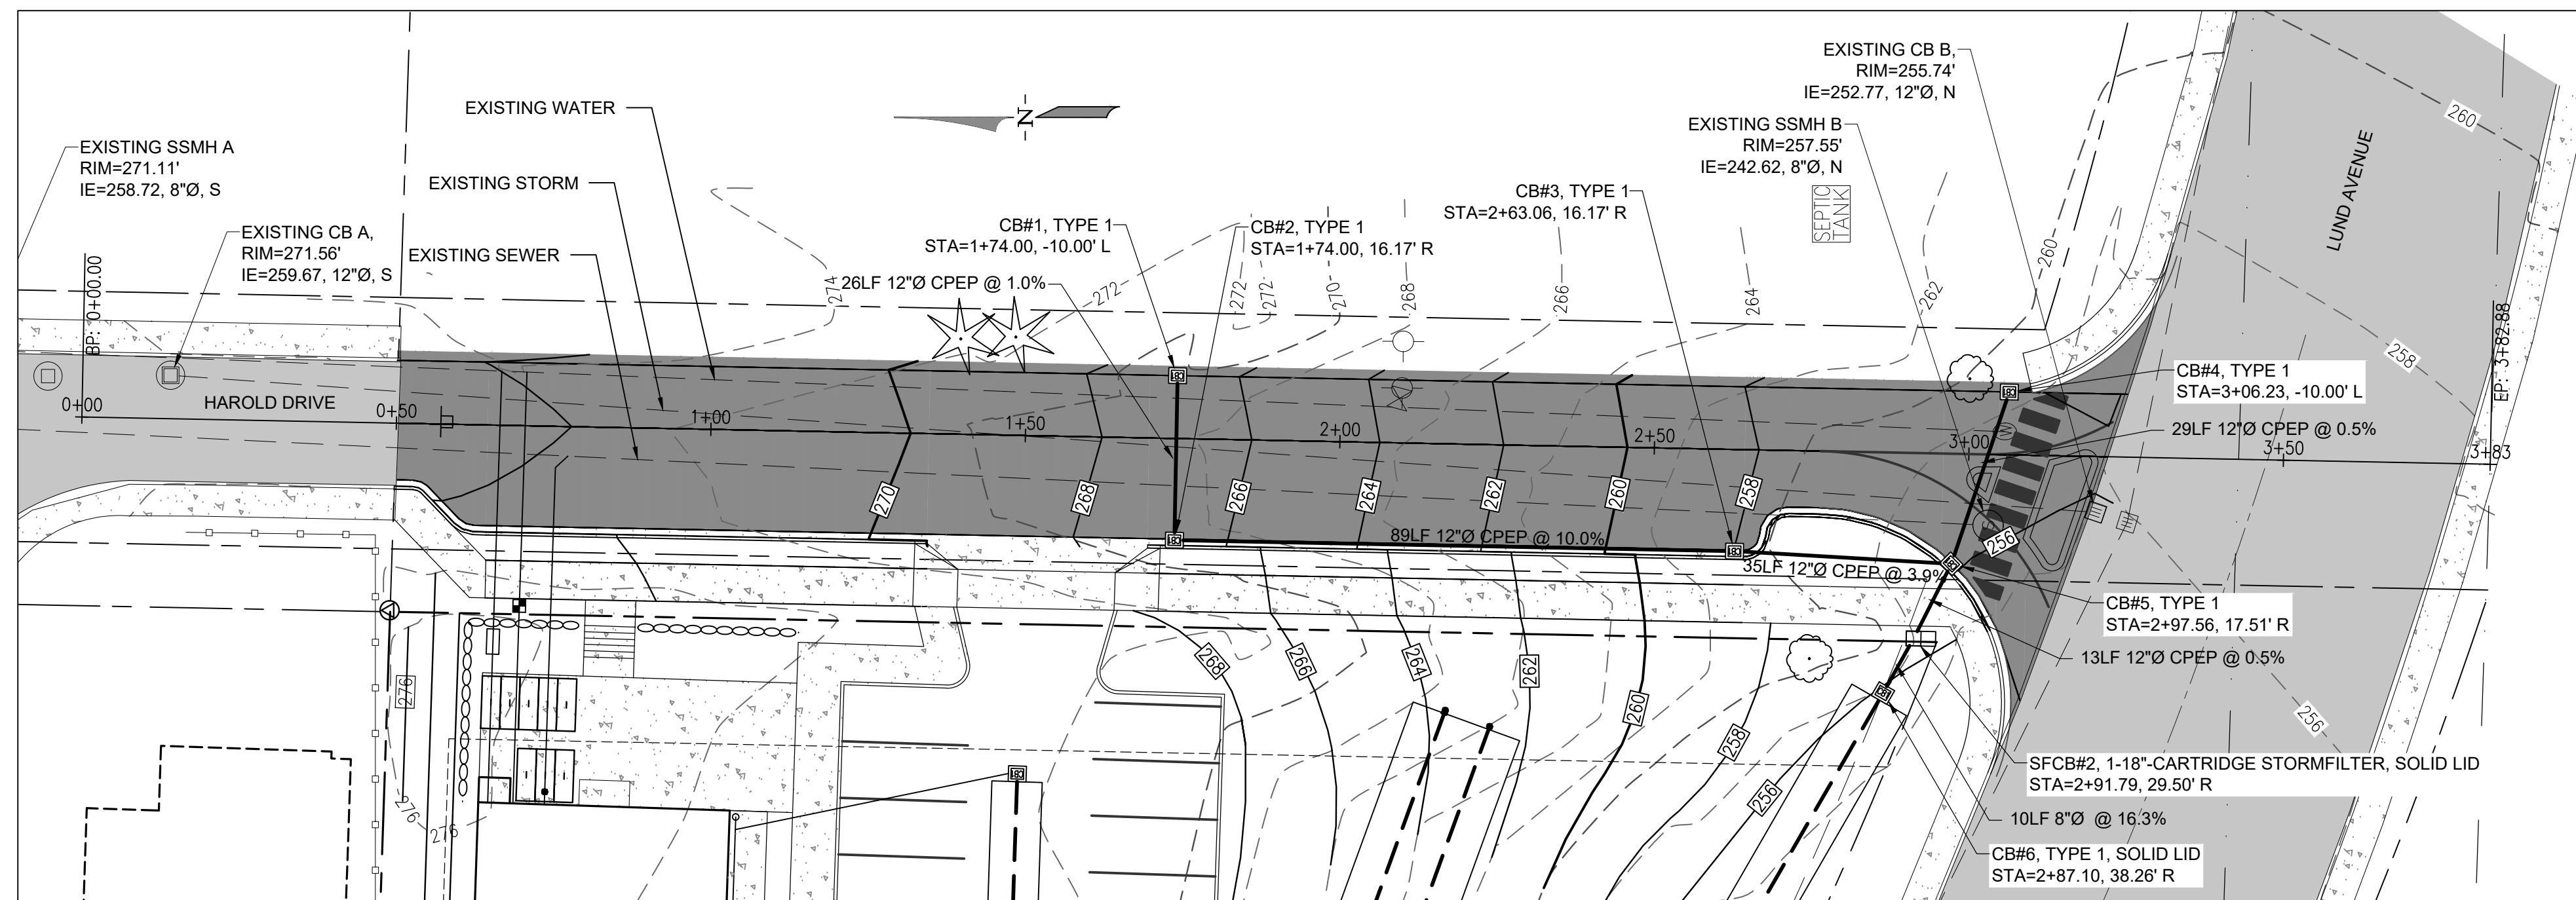 EXISTING SSMH A
RIM=271.11'
IE=258.72, 8"Ø, S
EXISTING CB A,
RIM=271.56'
IE=259.67, 12"Ø, S
EXISTING WATER
EXISTING STORM
EXISTING SEWER
N
CB#1, TYPE 1
STA=1+74.00, -10.00' L
26LF 12"Ø CPEP @ 1.0%
CB#2, TYPE 1
STA=1+74.00, 16.17' R
CB#3, TYPE 1
STA=2+63.06, 16.17' R
EXISTING SSMH B
RIM=257.55'
IE=242.62, 8"Ø, N
EXISTING CB B,
RIM=255.74'
IE=252.77, 12"Ø, N
SEPTIC
TANK
LUND AVENUE
260
258
256
274
272
272
272
270
268
266
264
262
260
BP: 0+00.00
EP: 3+82.88
0+00
HAROLD DRIVE
0+50
1+00
1+50
2+00
2+50
3+00
3+50
3+83
270
268
266
264
262
260
258
256
89LF 12"Ø CPEP @ 10.0%
35LF 12"Ø CPEP @ 3.9%
CB#4, TYPE 1
STA=3+06.23, -10.00' L
29LF 12"Ø CPEP @ 0.5%
CB#5, TYPE 1
STA=2+97.56, 17.51' R
13LF 12"Ø CPEP @ 0.5%
SFCB#2, 1-18"-CARTRIDGE STORMFILTER, SOLID LID
STA=2+91.79, 29.50' R
10LF 8"Ø @ 16.3%
CB#6, TYPE 1, SOLID LID
STA=2+87.10, 38.26' R
268
266
264
262
260
258
256
276
276
276